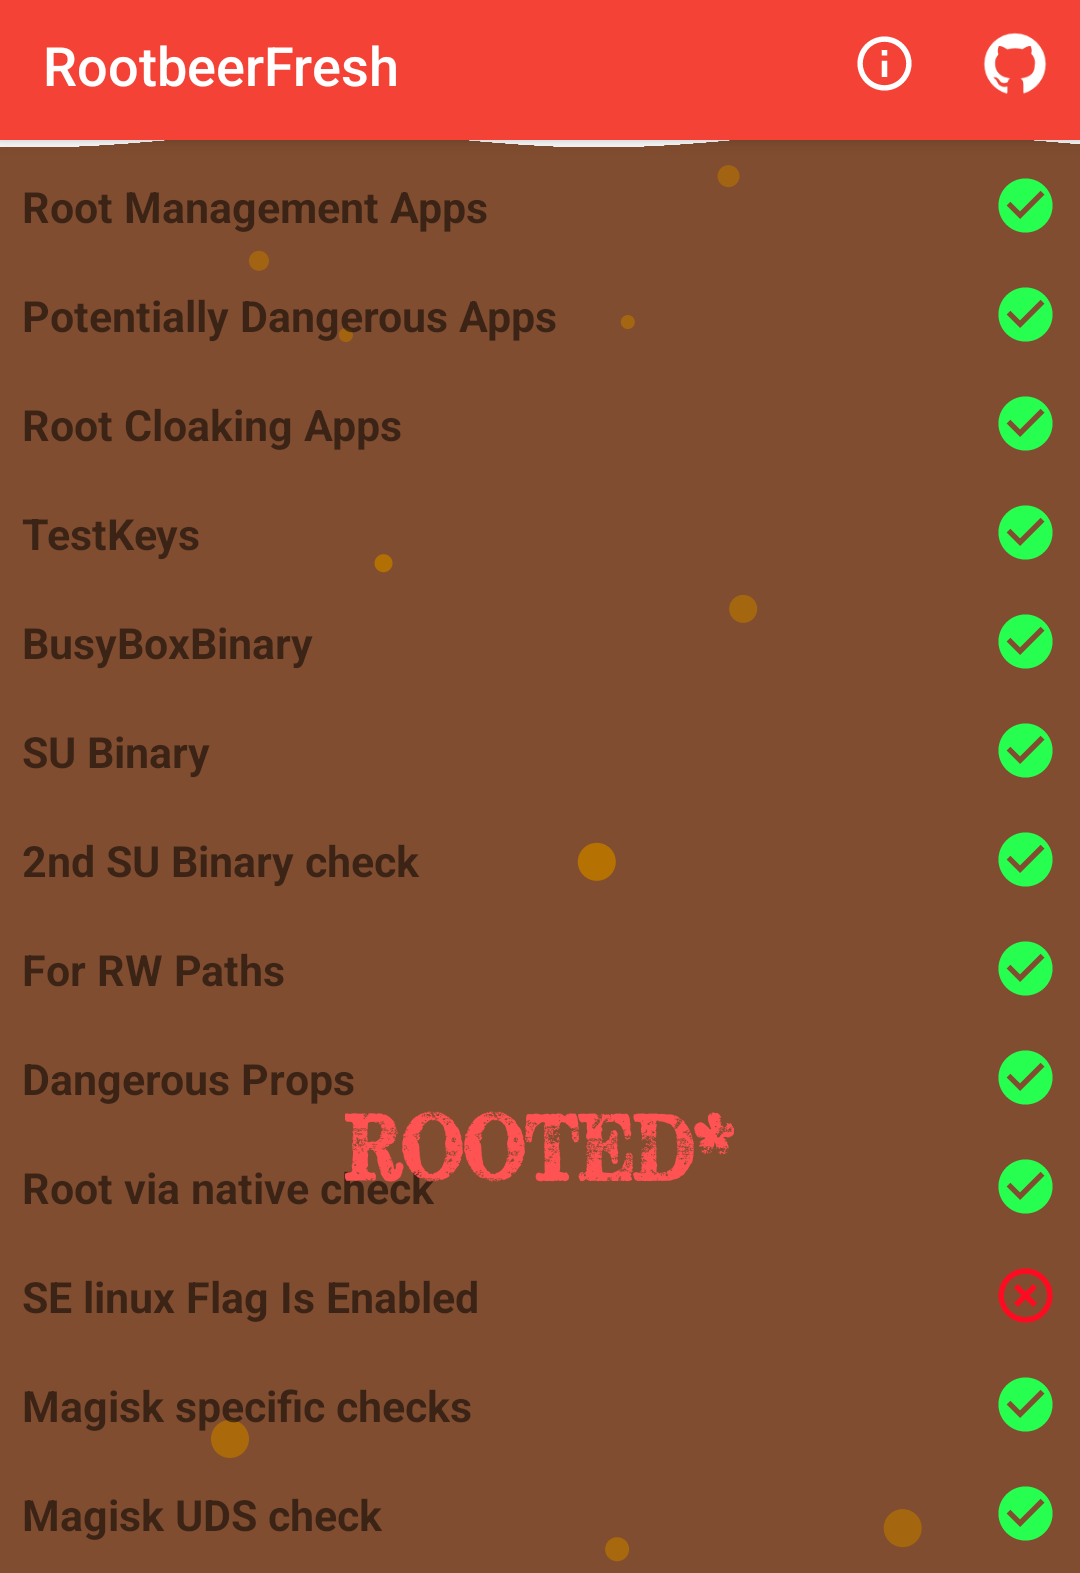 RootbeerFresh
Root Management Apps
Potentially Dangerous Apps
Root Cloaking Apps
TestKeys
BusyBoxBinary
SU Binary
2nd SU Binary check
For RW Paths
Dangerous Props
ROOTED*
Root via native check
SE linux Flag Is Enabled
Magisk specific checks
Magisk UDS check